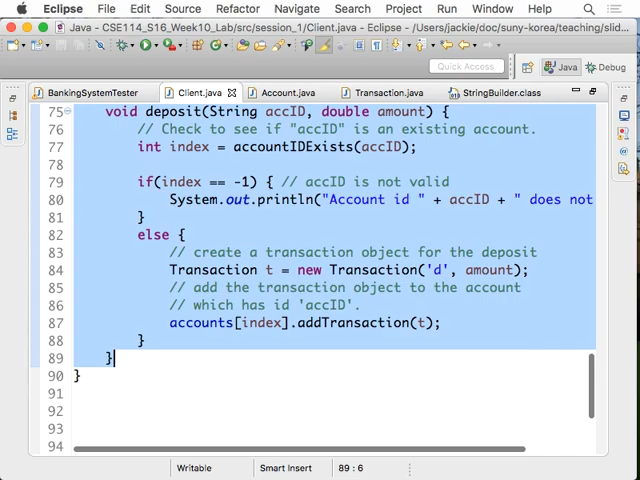 Eclipse File Edit Source Refactor Navigate Search Project Run Window Help
Java - CSE114_S16_Week10_Lab/src/session_1/Client.java - Eclipse - /Users/jackie/doc/suny-korea/teaching/slid
Quick Access Java Debug
BankingSystemTester Client.java Account.java Transaction.java StringBuilder.class
75 void deposit(String accID, double amount) {
76 // Check to see if "accID" is an existing account.
77 int index = accountIDExists(accID);
78
79 if(index == -1) { // accID is not valid
80 System.out.println("Account id " + accID + " does not
81 }
82 else {
83 // create a transaction object for the deposit
84 Transaction t = new Transaction('d', amount);
85 // add the transaction object to the account
86 // which has id 'accID'.
87 accounts[index].addTransaction(t);
88 }
89 }
90 }
91
92
93
94
Writable Smart Insert 89 : 6